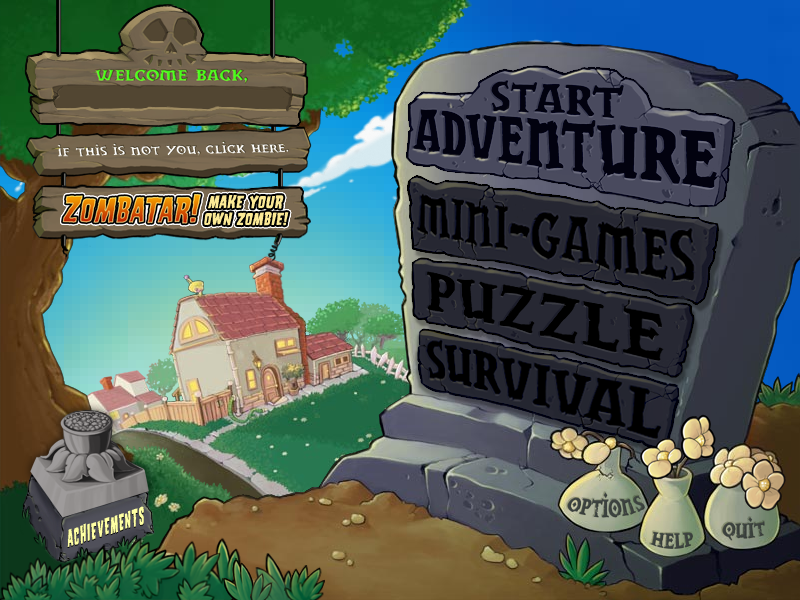 WELCOME BACK,
IF THIS IS NOT YOU, CLICK HERE.
ZOMBATAR! MAKE YOUR
OWN ZOMBIE!
START
ADVENTURE
MINI-GAMES
PUZZLE
SURVIVAL
ACHIEVEMENTS
OPTIONS
HELP
QUIT